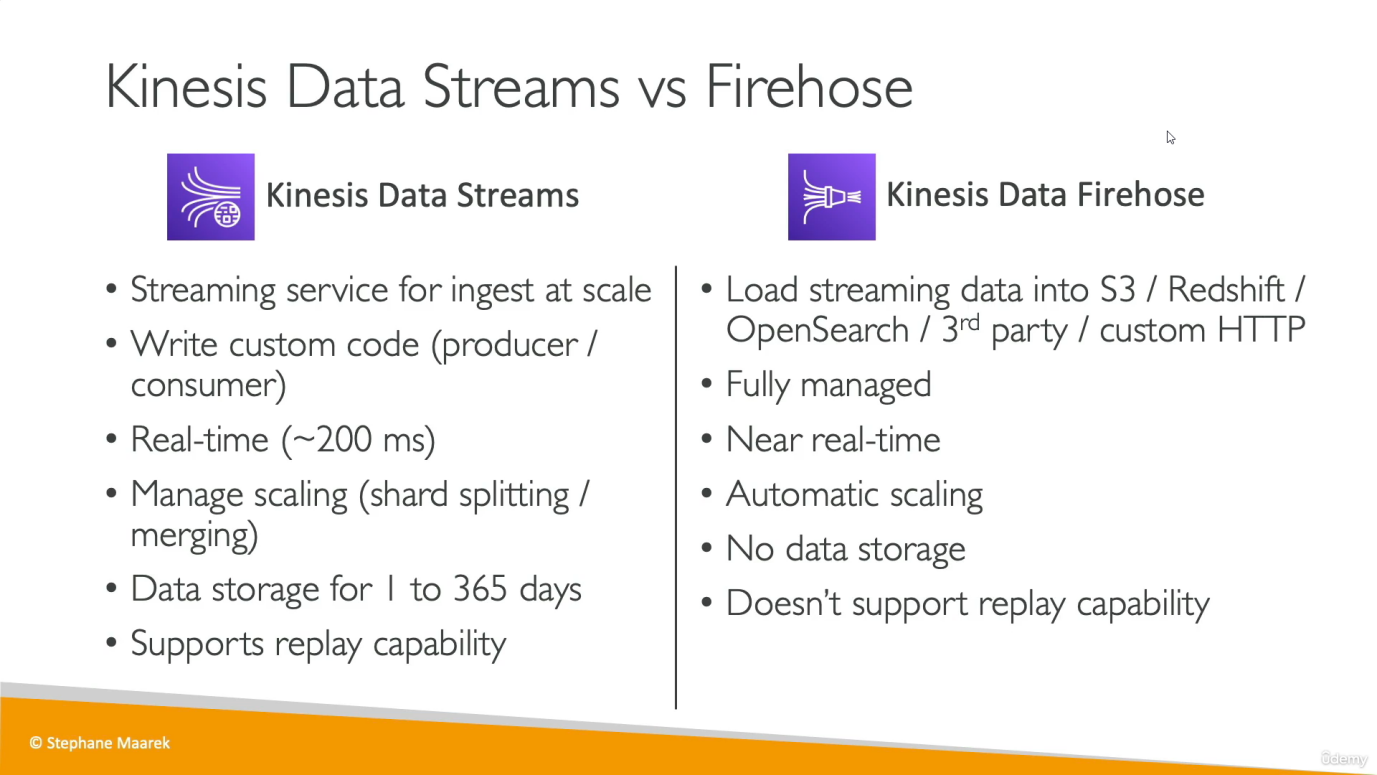 Kinesis Data Streams vs Firehose
Kinesis Data Streams
• Streaming service for ingest at scale
• Write custom code (producer /
consumer)
• Real-time (~200 ms)
• Manage scaling (shard splitting /
merging)
• Data storage for 1 to 365 days
• Supports replay capability
Kinesis Data Firehose
• Load streaming data into S3 / Redshift /
OpenSearch / 3rd party / custom HTTP
• Fully managed
• Near real-time
• Automatic scaling
• No data storage
• Doesn’t support replay capability
© Stephane Maarek
ûdemy